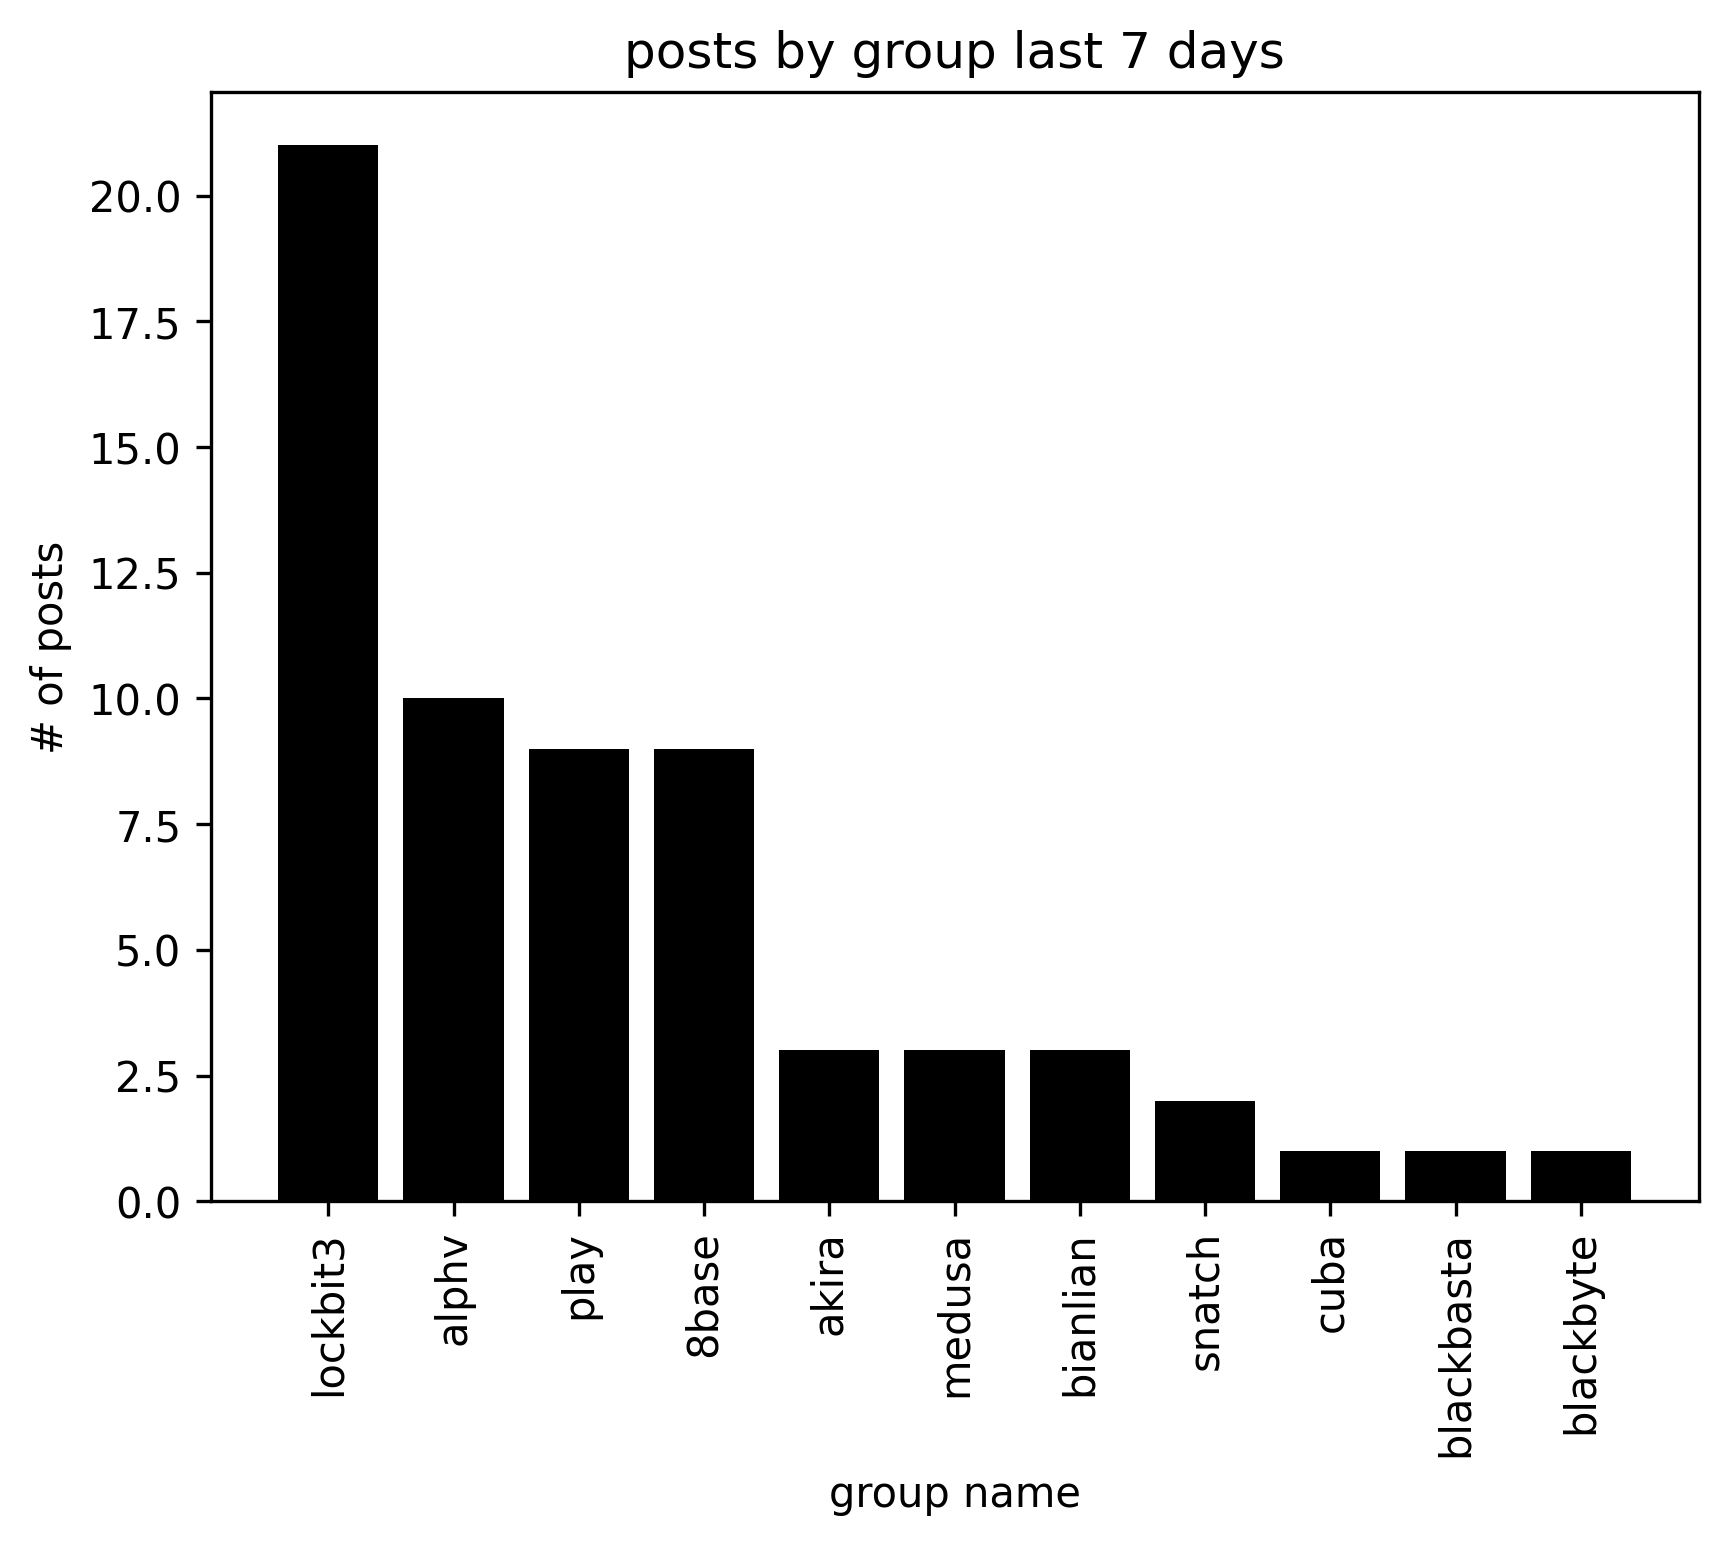 posts by group last 7 days
20.0
17.5
15.0
12.5
10.0
7.5
5.0
2.5
0.0
# of posts
lockbit3
alphv
play
8base
akira
medusa
bianlian
snatch
cuba
blackbasta
blackbyte
group name